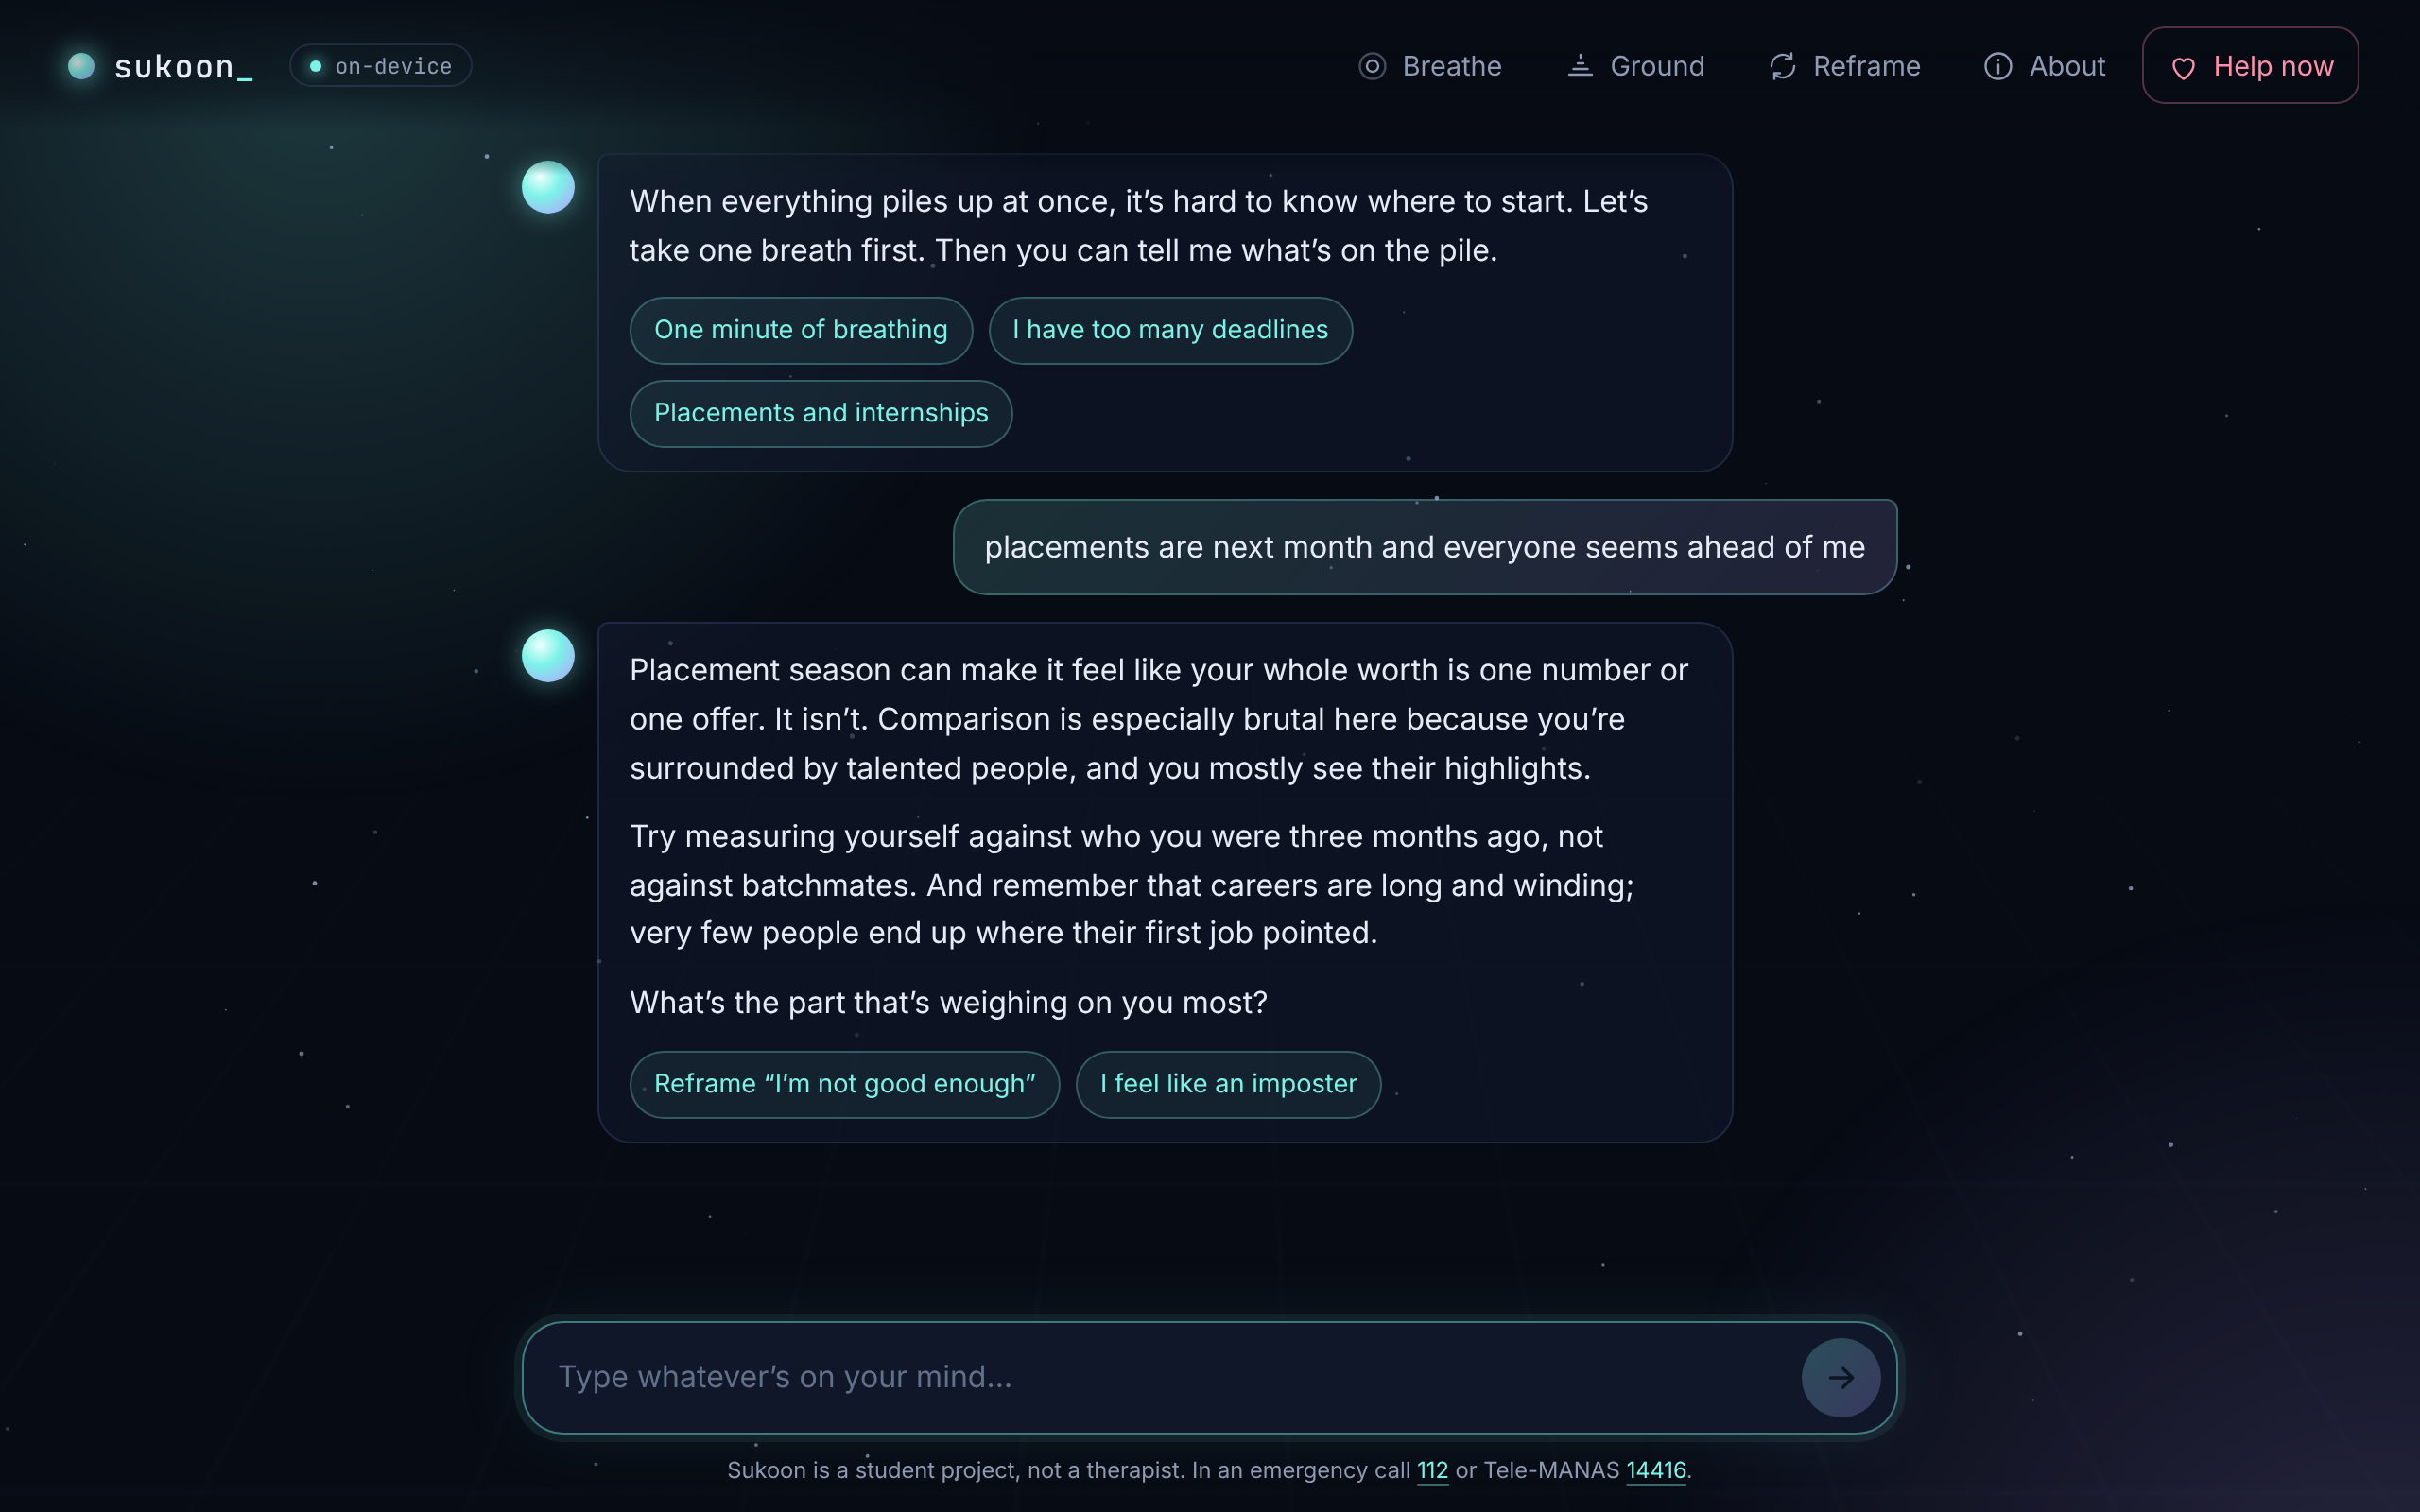 sukoon_
on-device
Breathe
Ground
Reframe
About
Help now
When everything piles up at once, it’s hard to know where to start. Let’s
take one breath first. Then you can tell me what’s on the pile.
One minute of breathing
I have too many deadlines
Placements and internships
placements are next month and everyone seems ahead of me
Placement season can make it feel like your whole worth is one number or
one offer. It isn’t. Comparison is especially brutal here because you’re
surrounded by talented people, and you mostly see their highlights.
Try measuring yourself against who you were three months ago, not
against batchmates. And remember that careers are long and winding;
very few people end up where their first job pointed.
What’s the part that’s weighing on you most?
Reframe “I’m not good enough”
I feel like an imposter
Type whatever’s on your mind...
Sukoon is a student project, not a therapist. In an emergency call 112 or Tele-MANAS 14416.